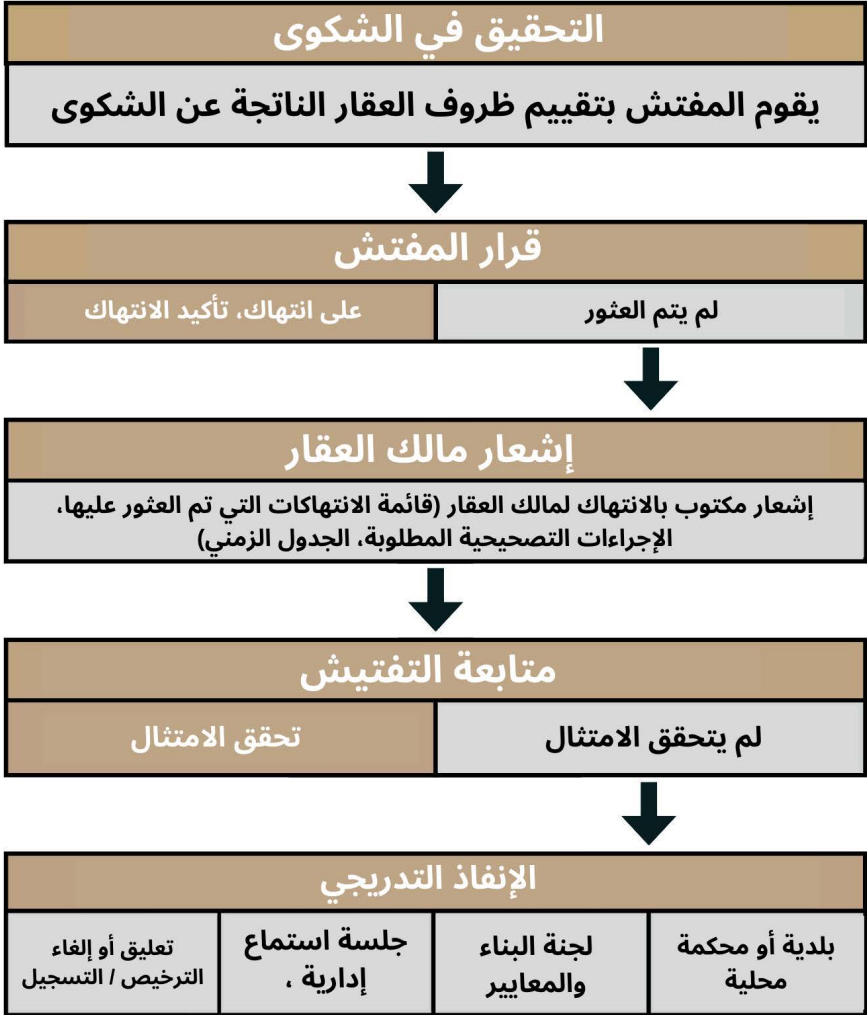 التحقيق في الشكوى
يقوم المفتش بتقييم ظروف العقار الناتجة عن الشكوى
قرار المفتش
لم يتم العثور
على انتهاك، تأكيد الانتهاك
إشعار مالك العقار
إشعار مكتوب بالانتهاك لمالك العقار (قائمة الانتهاكات التي تم العثور عليها،
الإجراءات التصحيحية المطلوبة، الجدول الزمني)
متابعة التفتيش
لم يتحقق الامتثال
تحقق الامتثال
الإنفاذ التدريجي
بلدية أو محكمة
محلية
لجنة البناء
والمعايير
جلسة استماع
إدارية ،
تعليق أو إلغاء
الترخيص / التسجيل